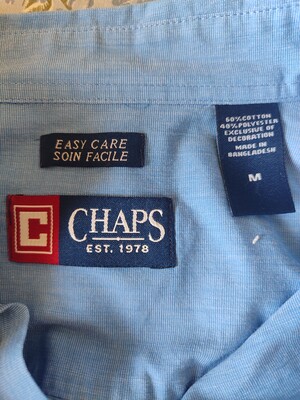 EASY CARE
SOIN FACILE
60% COTTON
40% POLYESTER
EXCLUSIVE OF
DECORATION
MADE IN
BANGLADESH
M
C
CHAPS
EST. 1978